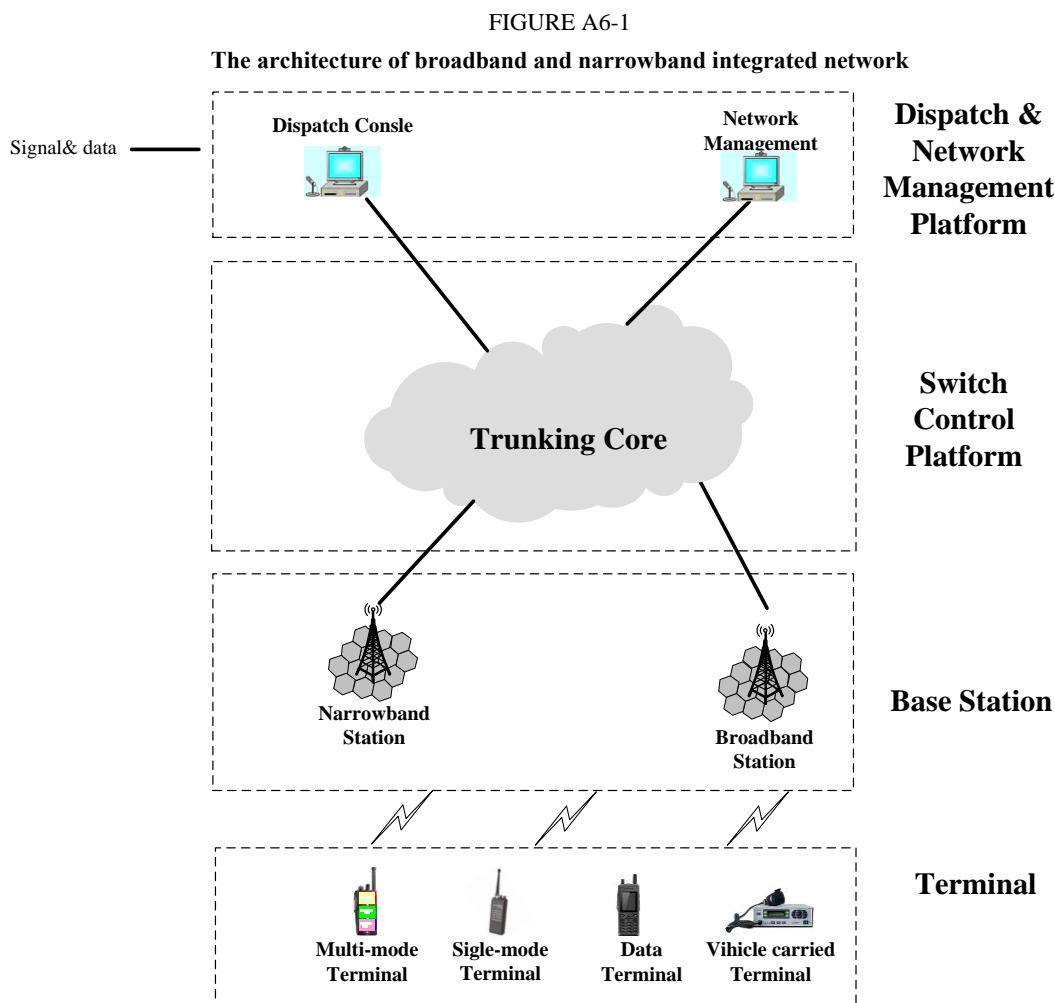 FIGURE A6-1
The architecture of broadband and narrowband integrated network
Signal& data
Dispatch Consle
Network
Management
Dispatch &
Network
Management
Platform
Trunking Core
Switch
Control
Platform
Narrowband
Station
Broadband
Station
Base Station
Multi-mode
Terminal
Sigle-mode
Terminal
Data
Terminal
Vihicle carried
Terminal
Terminal